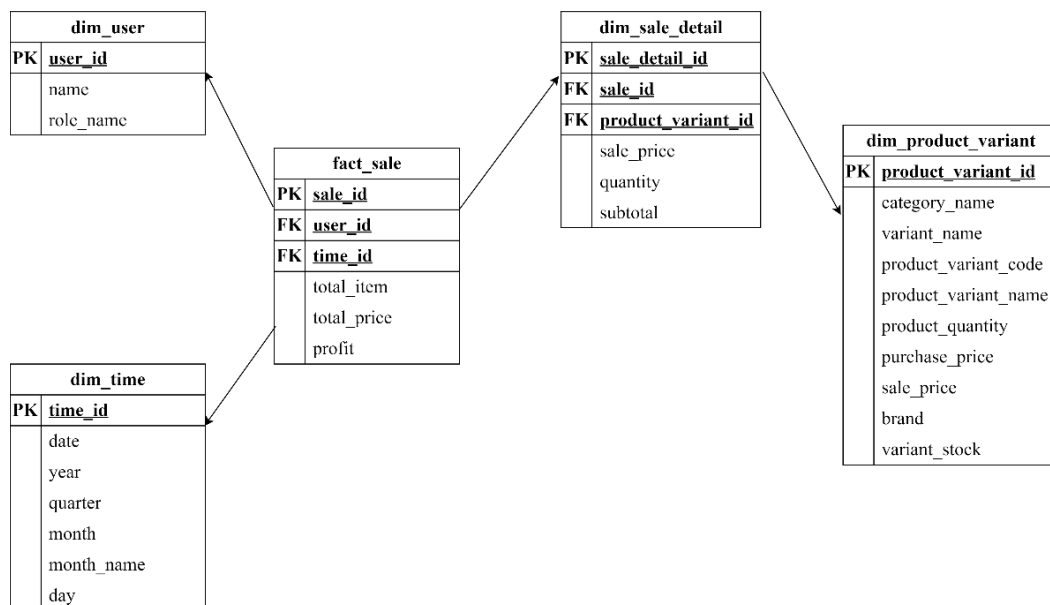 dim_user
PK user_id
name
role_name
dim_sale_detail
PK sale_detail_id
FK sale_id
FK product_variant_id
sale_price
quantity
subtotal
fact_sale
PK sale_id
FK user_id
FK time_id
total_item
total_price
profit
dim_product_variant
PK product_variant_id
category_name
variant_name
product_variant_code
product_variant_name
product_quantity
purchase_price
sale_price
brand
variant_stock
dim_time
PK time_id
date
year
quarter
month
month_name
day